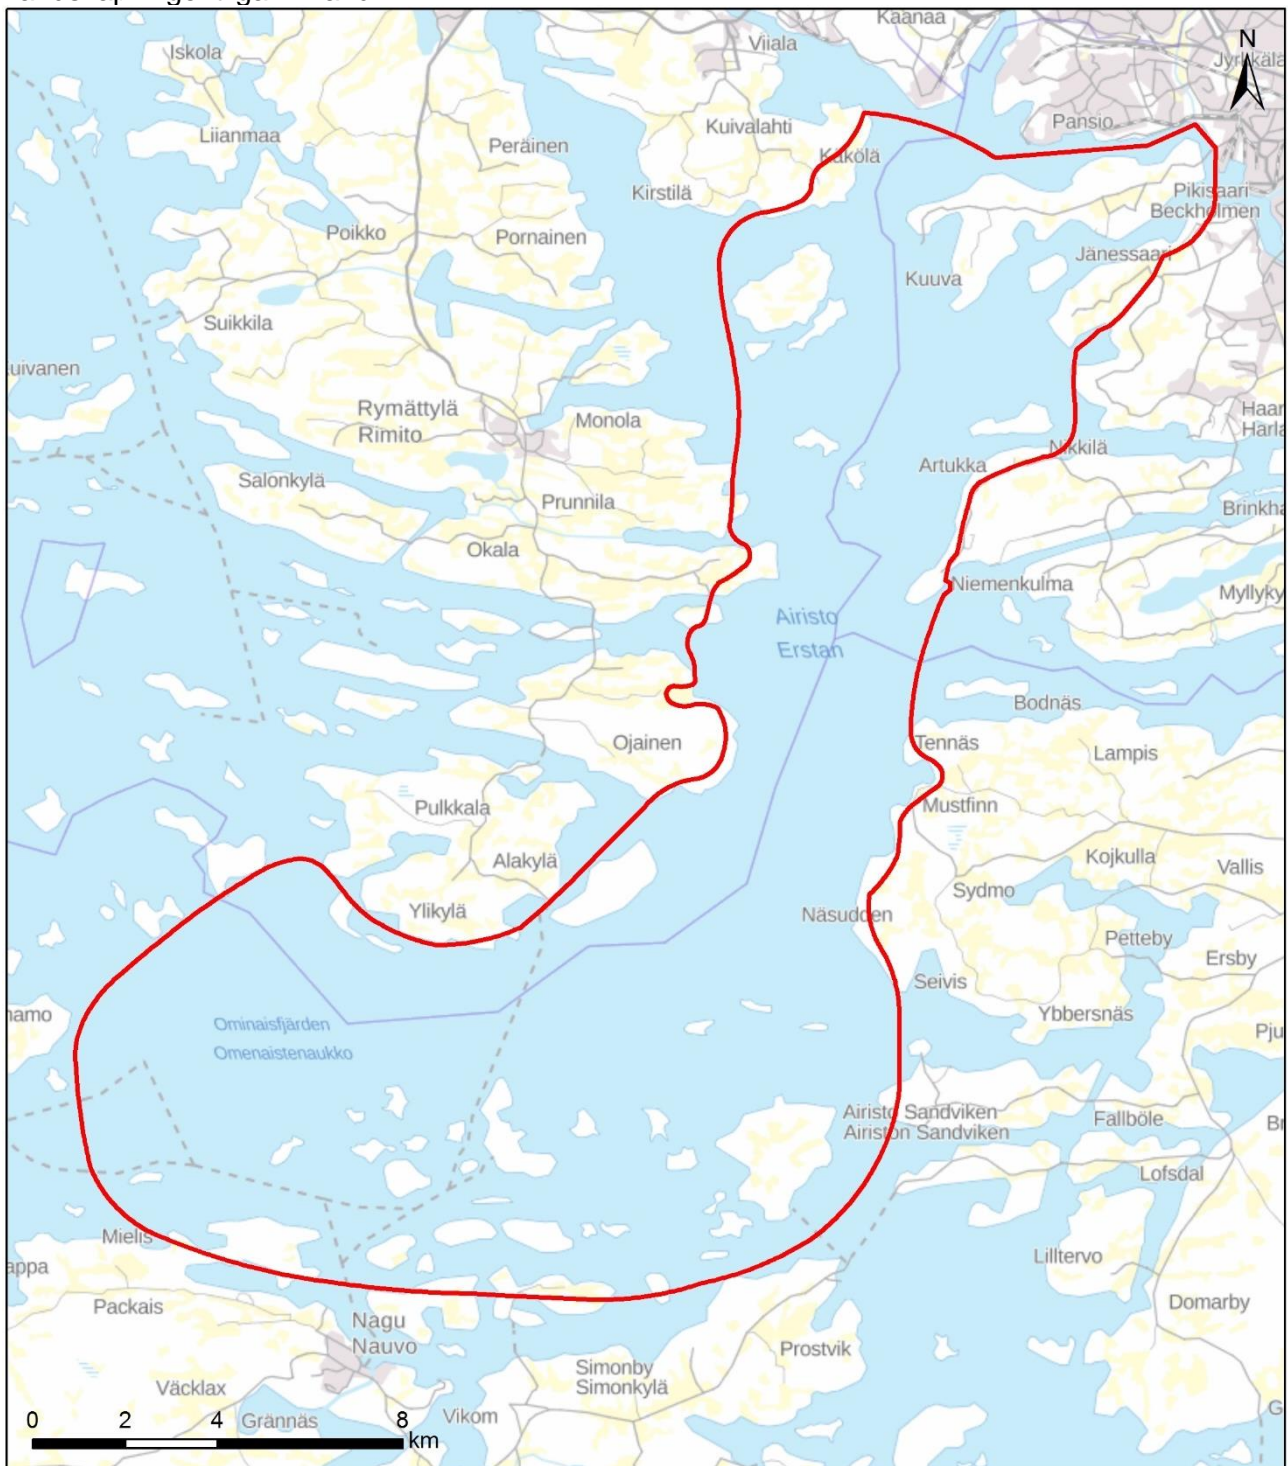 Kaanaa
Viiala
Iskola
N
Liianmaa
Kuivalahti
Pansio
Peräinen
Kirstilä
Pikisaari
Beckholmen
Poikko
Pornainen
Jänessaari
Kuuva
Suikkila
Rymättylä
Rimito
Monola
Nikkilä
Artukka
Salonkylä
Prunnila
Okala
Niemenkulma
Airisto
Erstan
Bodnäs
Ojainen
Tennäs
Lampis
Pulkkala
Mustfinn
Alakylä
Kojkulla
Vallis
Sydmo
Ylikylä
Näsudden
Petteby
Ersby
Seivis
Ybbersnäs
Ominaisfjärden
Omenaistenaukko
Airisto Sandviken
Airiston Sandviken
Fallböle
Lofsdal
Mielis
Lilltervo
Packais
Domarby
Nagu
Nauvo
Prostvik
Simonby
Simonkylä
Väcklax
Grännäs
Vikom
0 2 4 8
km